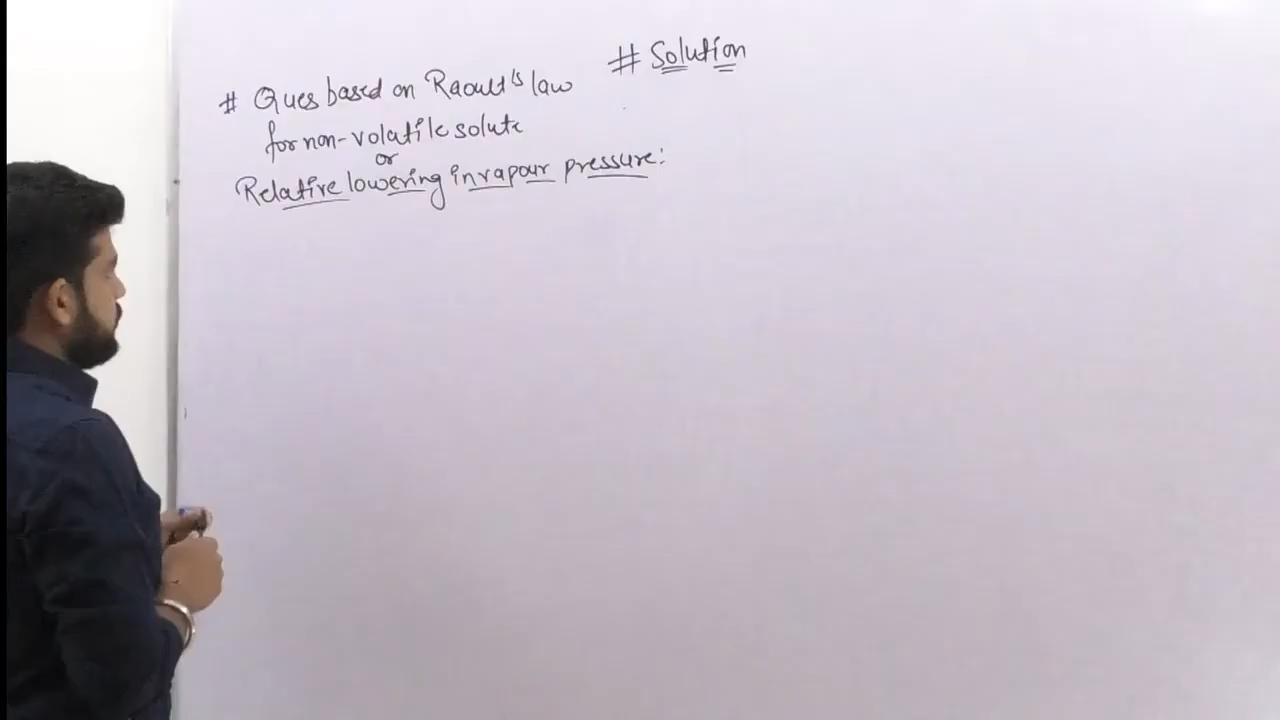 # Solution
# Ques based on Raoult's law
for non-volatile solute
or
Relative lowering in vapour pressure: